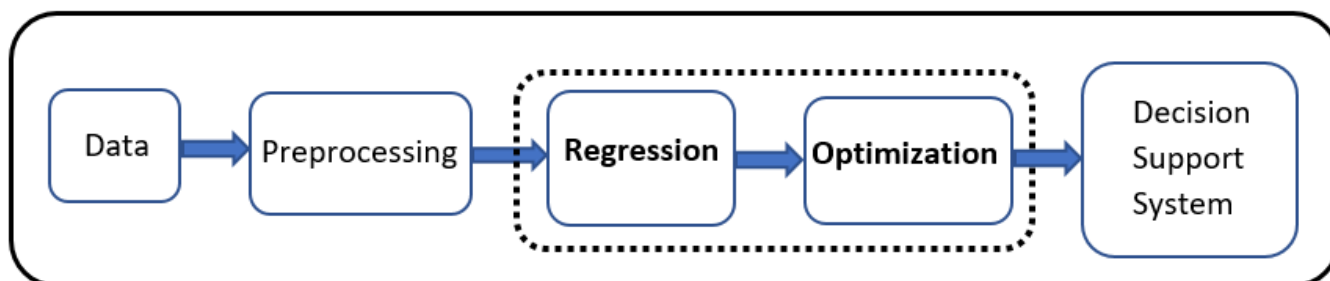 Data
Preprocessing
Regression
Optimization
Decision
Support
System